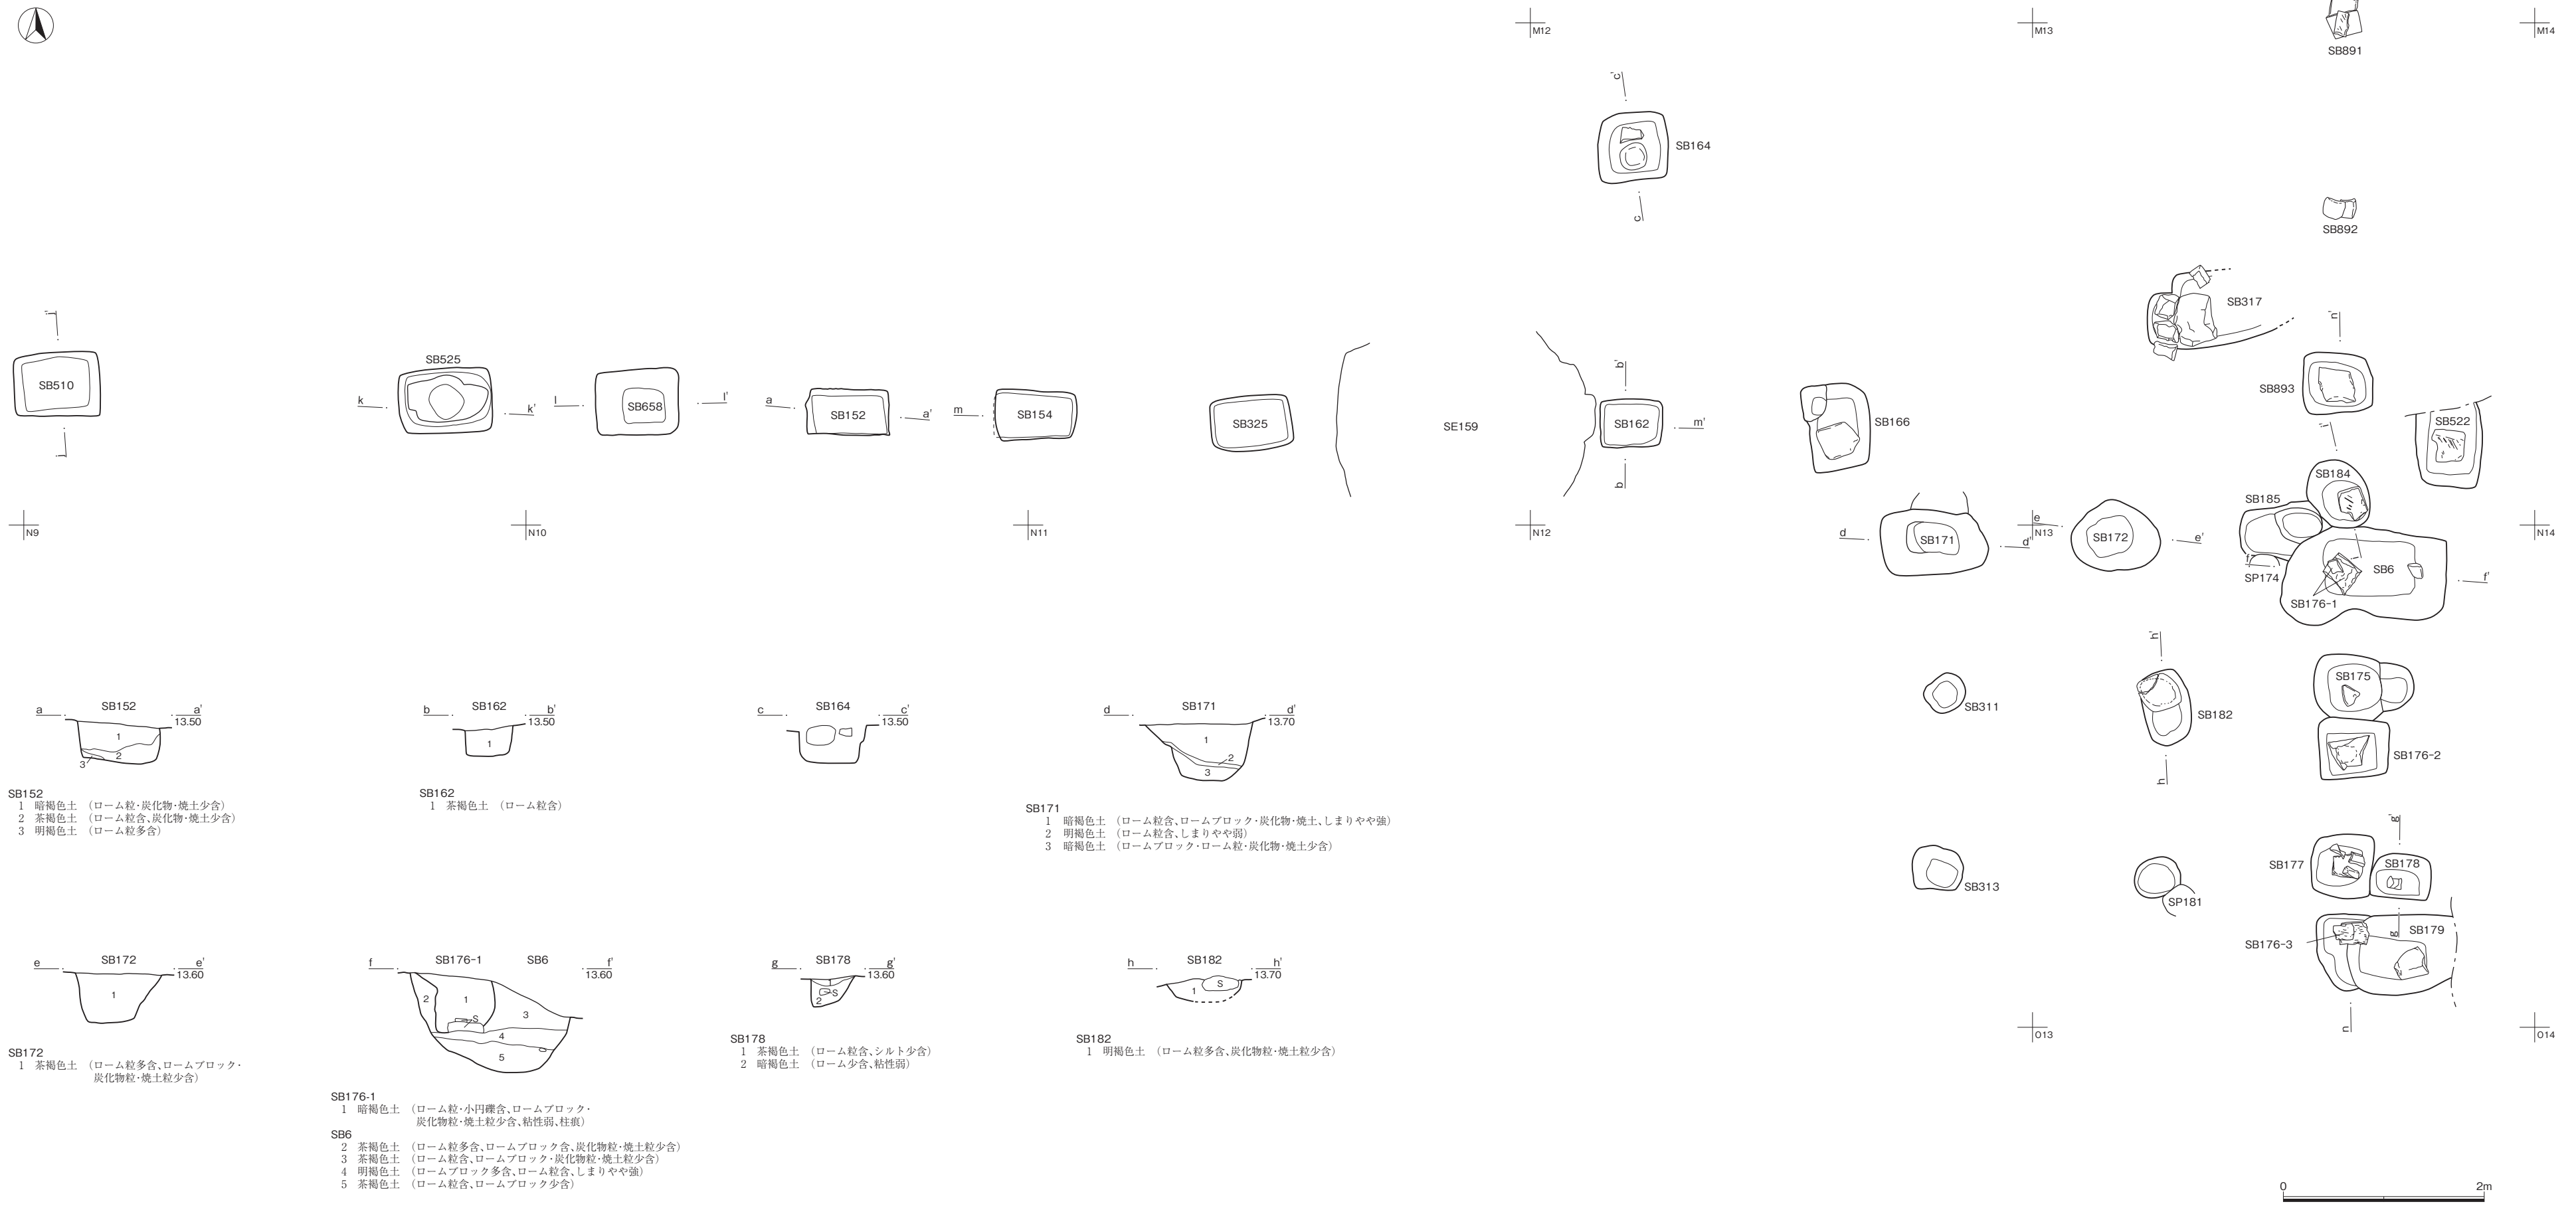 M12
M13
M14
SB891
c'
SB164
c
SB892
SB317
j'
n'
b'
SB525
SB510
SB893
k
k'
l
SB658
l'
a
SB152
a'
m
SB154
SB325
SE159
SB162
m'
SB166
SB522
i'
j
b
SB184
SB185
N9
N10
N11
N12
d
SB171
d'
e
N13
SB172
e'
N14
f
SP174
i
SB6
f'
SB176-1
h'
SB175
SB311
SB182
SB176-2
h
a
SB152
a'
13.50
1
2
3
b
SB162
b'
13.50
1
c
SB164
c'
13.50
d
SB171
d'
13.70
1
2
3
SB152
1 暗褐色土 (ローム粒・炭化物・焼土少含)
2 茶褐色土 (ローム粒含、炭化物・焼土少含)
3 明褐色土 (ローム粒多含)
SB162
1 茶褐色土 (ローム粒含)
SB171
1 暗褐色土 (ローム粒含、ロームブロック・炭化物・焼土、しまりやや強)
2 明褐色土 (ローム粒含、しまりやや弱)
3 暗褐色土 (ロームブロック・ローム粒・炭化物・焼土少含)
g'
SB177
SB178
SB313
SP181
g
SB179
SB176-3
n
O13
O14
e
SB172
e'
13.60
1
f
SB176-1
SB6
f'
13.60
2
1
3
S
4
5
g
SB178
g'
13.60
1
S
2
h
SB182
h'
13.70
1
S
SB172
1 茶褐色土 (ローム粒多含、ロームブロック・
炭化物粒・焼土粒少含)
SB178
1 茶褐色土 (ローム粒含、シルト少含)
2 暗褐色土 (ローム少含、粘性弱)
SB182
1 明褐色土 (ローム粒多含、炭化物粒・焼土粒少含)
SB176-1
1 暗褐色土 (ローム粒・小円礫含、ロームブロック・
炭化物粒・焼土粒少含、粘性弱、柱痕)
SB6
2 茶褐色土 (ローム粒多含、ロームブロック含、炭化物粒・焼土粒少含)
3 茶褐色土 (ローム粒含、ロームブロック・炭化物粒・焼土粒少含)
4 明褐色土 (ロームブロック多含、ローム粒含、しまりやや強)
5 茶褐色土 (ローム粒含、ロームブロック少含)
0
2m